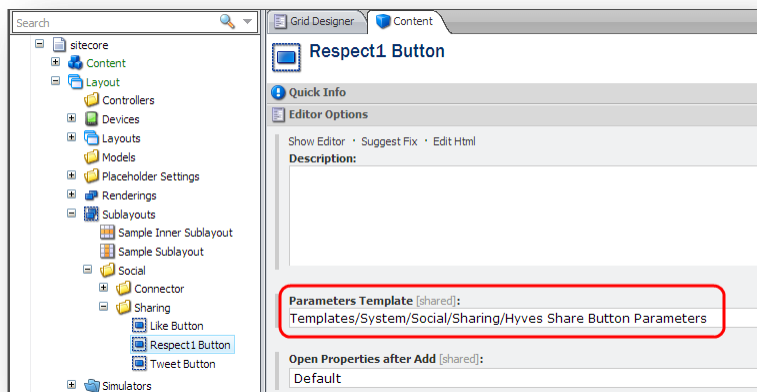 Search
sitecore
Content
Layout
Controllers
Devices
Layouts
Models
Placeholder Settings
Renderings
Sublayouts
Sample Inner Sublayout
Sample Sublayout
Social
Connector
Sharing
Like Button
Respect1 Button
Tweet Button
Simulators
Grid Designer Content
Respect1 Button
Quick Info
Editor Options
Show Editor · Suggest Fix · Edit Html
Description:
Parameters Template [shared]:
Templates/System/Social/Sharing/Hyves Share Button Parameters
Open Properties after Add [shared]:
Default